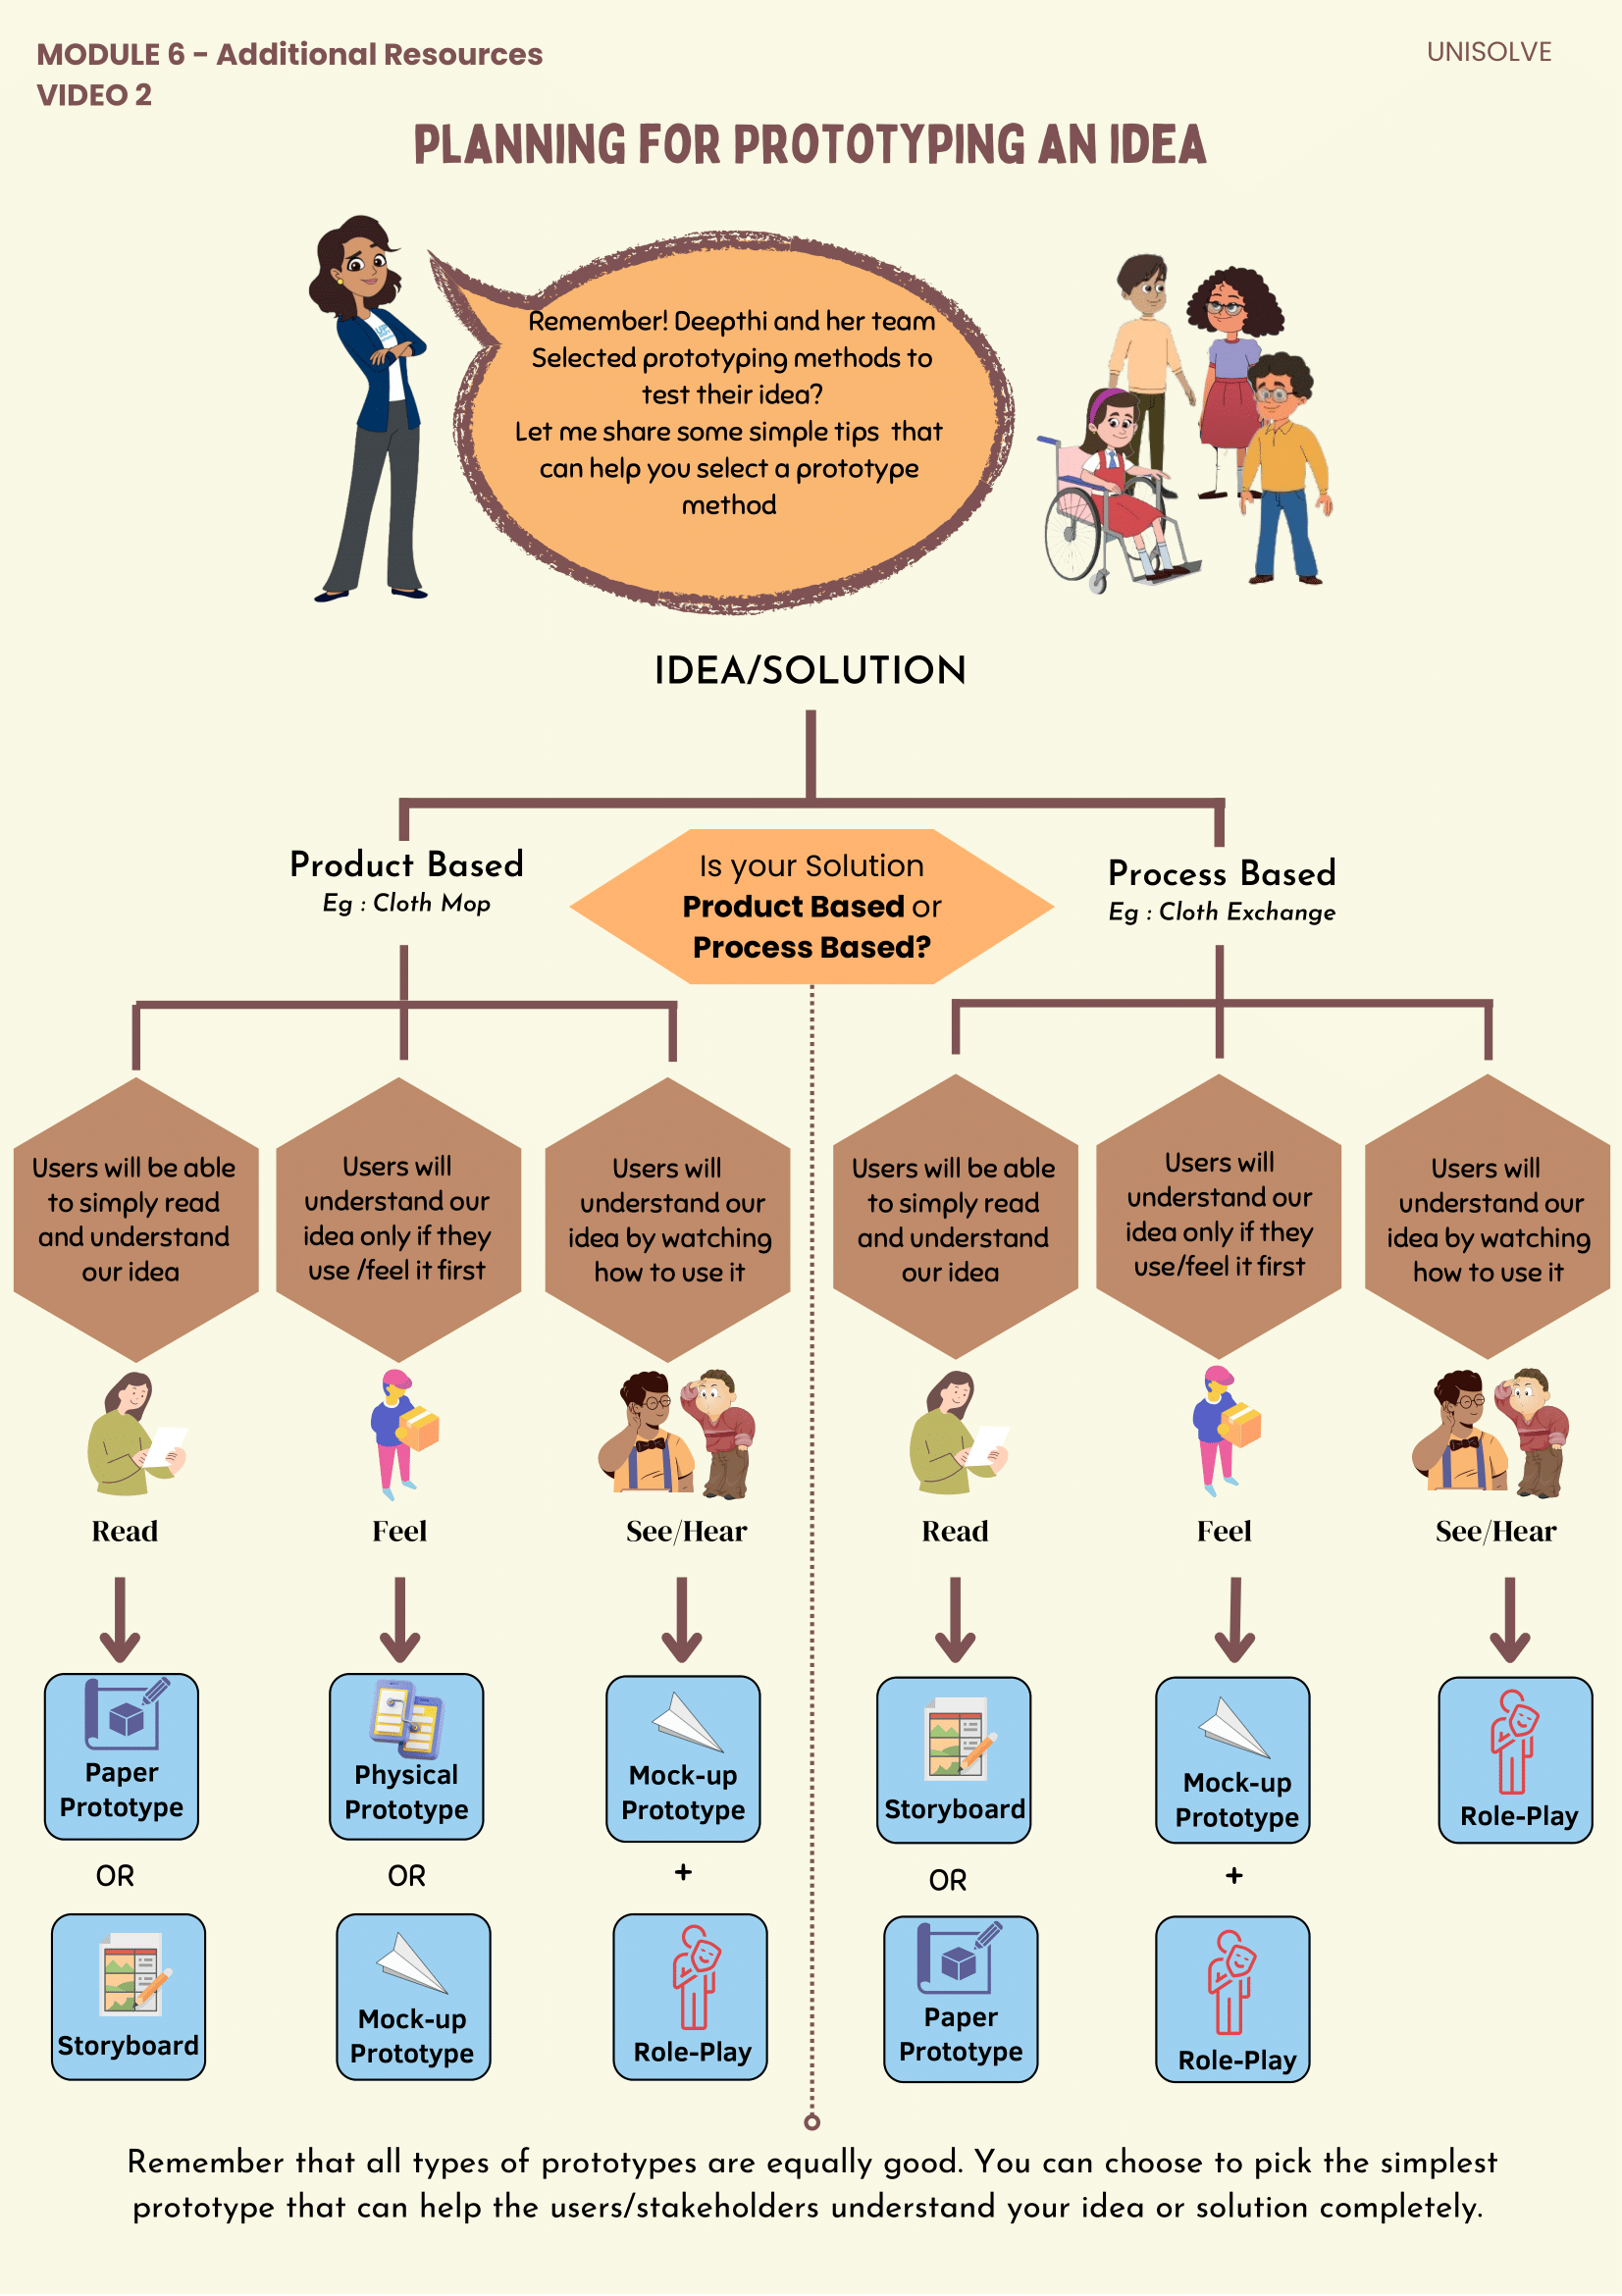 MODULE 6 - Additional Resources
VIDEO 2
UNISOLVE
PLANNING FOR PROTOTYPING AN IDEA
Remember! Deepthi and her team
Selected prototyping methods to
test their idea?
Let me share some simple tips that
can help you select a prototype
method
IDEA/SOLUTION
Product Based
Eg : Cloth Mop
Is your Solution
Product Based or
Process Based?
Process Based
Eg : Cloth Exchange
Users will be able
to simply read
and understand
our idea
Users will
understand our
idea only if they
use /feel it first
Users will
understand our
idea by watching
how to use it
Users will be able
to simply read
and understand
our idea
Users will
understand our
idea only if they
use/feel it first
Users will
understand our
idea by watching
how to use it
Read
Feel
See/Hear
Read
Feel
See/Hear
Paper
Prototype
Physical
Prototype
Mock-up
Prototype
Storyboard
Mock-up
Prototype
Role-Play
OR
OR
+
OR
+
Storyboard
Mock-up
Prototype
Role-Play
Paper
Prototype
Role-Play
Remember that all types of prototypes are equally good. You can choose to pick the simplest
prototype that can help the users/stakeholders understand your idea or solution completely.